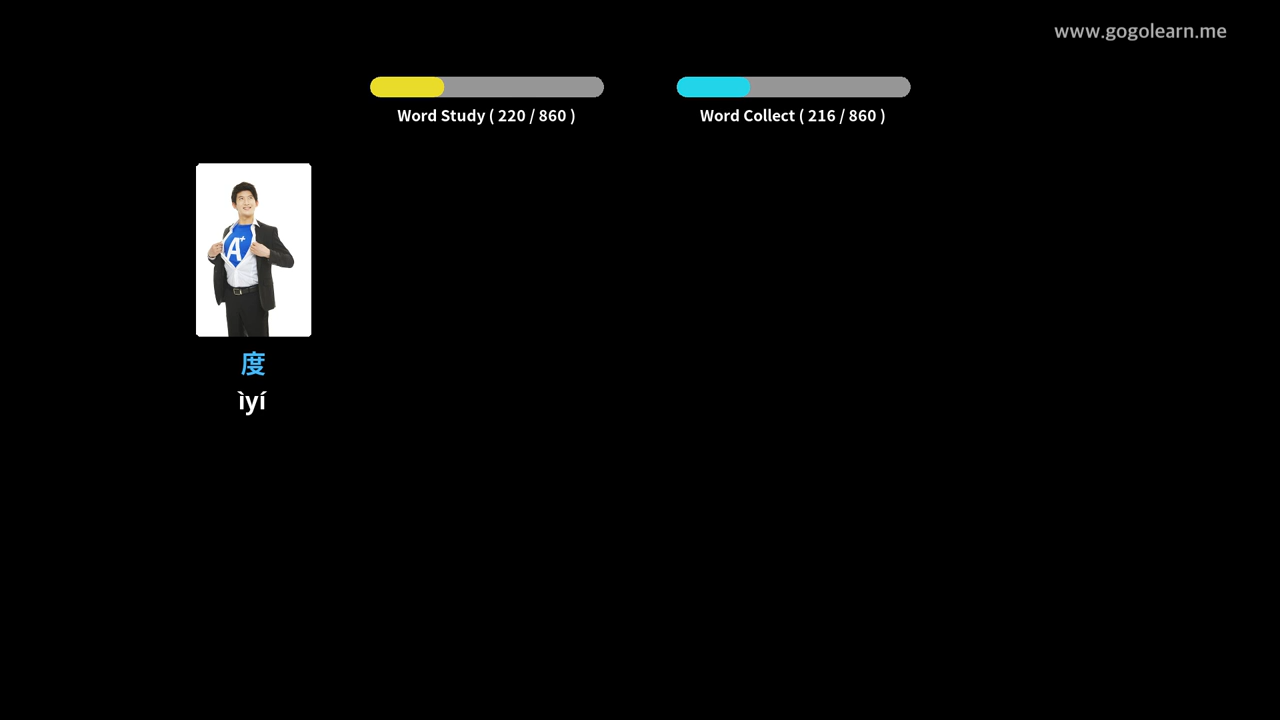 www.gogolearn.me
Word Study ( 220 / 860 )
Word Collect ( 216 / 860 )
A+
度
ìyí